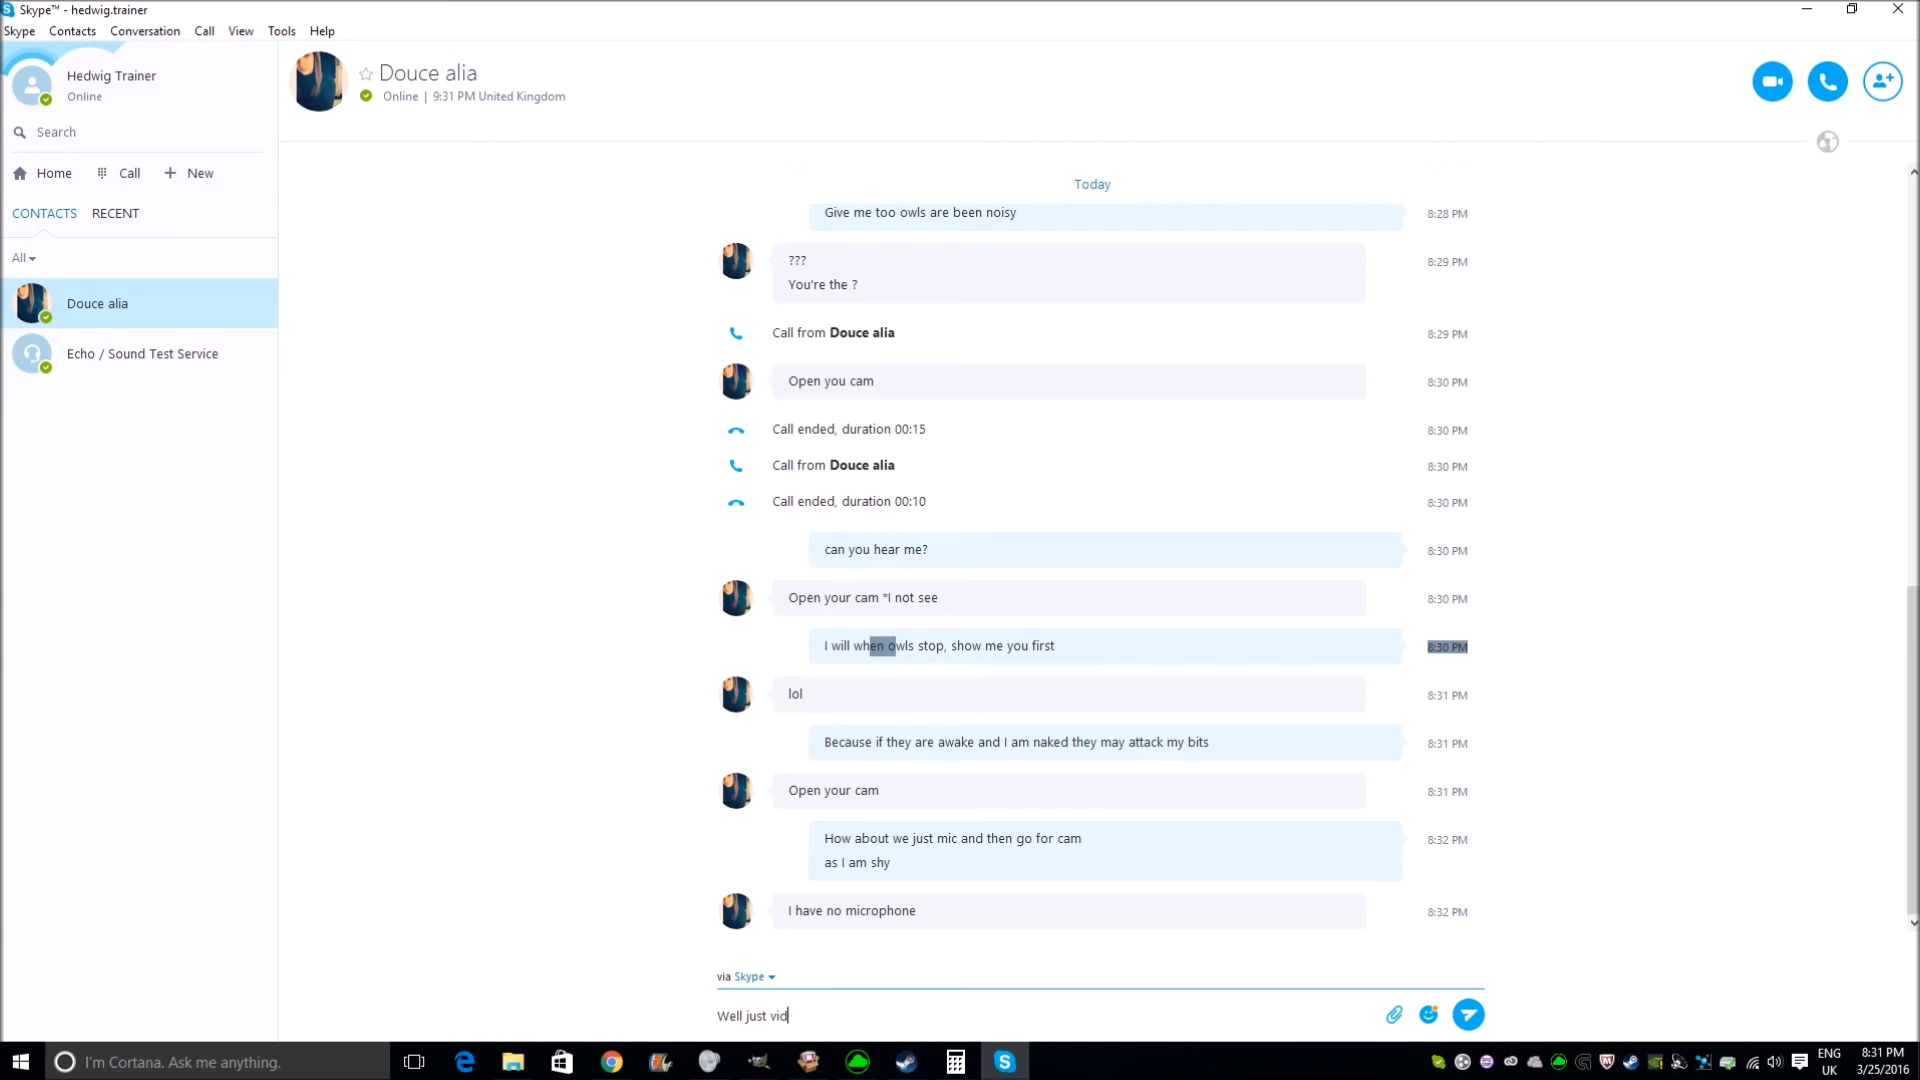 Skype™ - hedwig.trainer
Skype Contacts Conversation Call View Tools Help
Hedwig Trainer
Online
Search
Home Call New
CONTACTS RECENT
All
Douce alia
Echo / Sound Test Service
Douce alia
Online | 9:31 PM United Kingdom
Today
Give me too owls are been noisy 8:28 PM
??? 8:29 PM
You're the ?
Call from Douce alia 8:29 PM
Open you cam 8:30 PM
Call ended, duration 00:15 8:30 PM
Call from Douce alia 8:30 PM
Call ended, duration 00:10 8:30 PM
can you hear me? 8:30 PM
Open your cam *I not see 8:30 PM
I will when owls stop, show me you first 8:30 PM
lol 8:31 PM
Because if they are awake and I am naked they may attack my bits 8:31 PM
Open your cam 8:31 PM
How about we just mic and then go for cam 8:32 PM
as I am shy
I have no microphone 8:32 PM
via Skype
Well just vid
I'm Cortana. Ask me anything.
ENG
UK
8:31 PM
3/25/2016